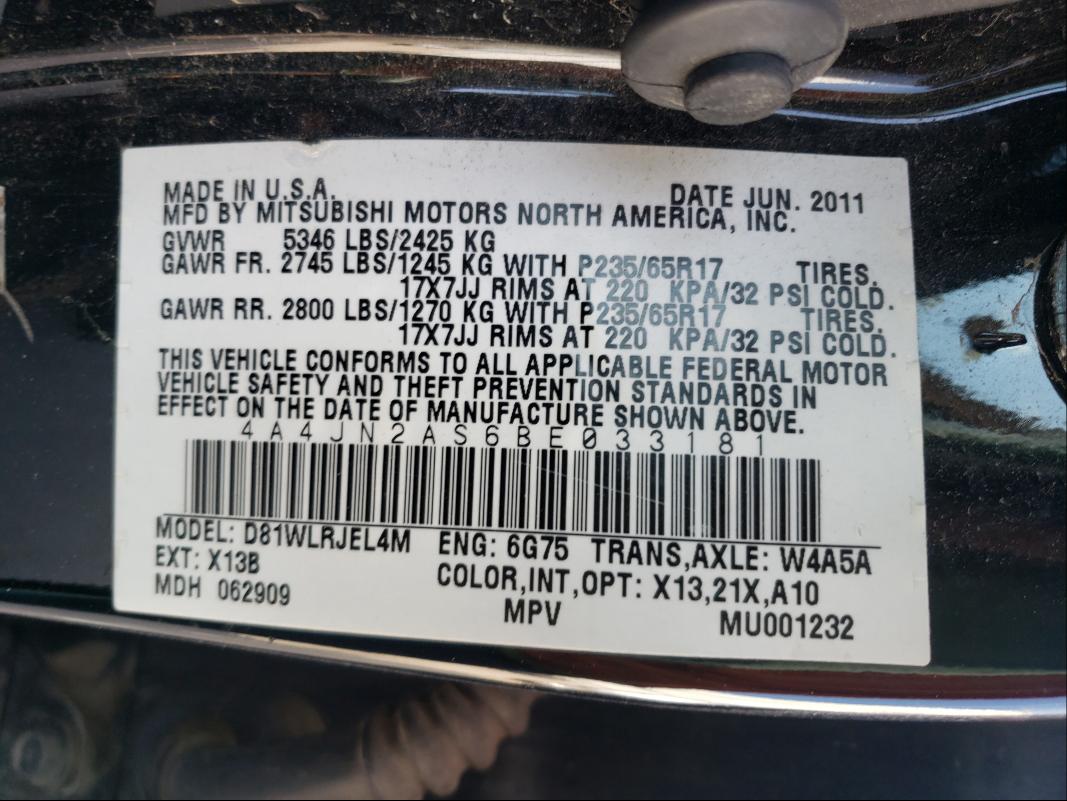 MADE IN U.S.A. DATE JUN. 2011
MFD BY MITSUBISHI MOTORS NORTH AMERICA, INC.
GVWR 5346 LBS/2425 KG
GAWR FR. 2745 LBS/1245 KG WITH P235/65R17 TIRES.
17X7JJ RIMS AT 220 KPA/32 PSI COLD.
GAWR RR. 2800 LBS/1270 KG WITH P235/65R17 TIRES.
17X7JJ RIMS AT 220 KPA/32 PSI COLD.
THIS VEHICLE CONFORMS TO ALL APPLICABLE FEDERAL MOTOR
VEHICLE SAFETY AND THEFT PREVENTION STANDARDS IN
EFFECT ON THE DATE OF MANUFACTURE SHOWN ABOVE.
4A4JN2AS6BE033181
MODEL: D81WLRJEL4M ENG: 6G75 TRANS,AXLE: W4A5A
EXT: X13B COLOR,INT,OPT: X13,21X,A10
MDH 062909 MPV MU001232